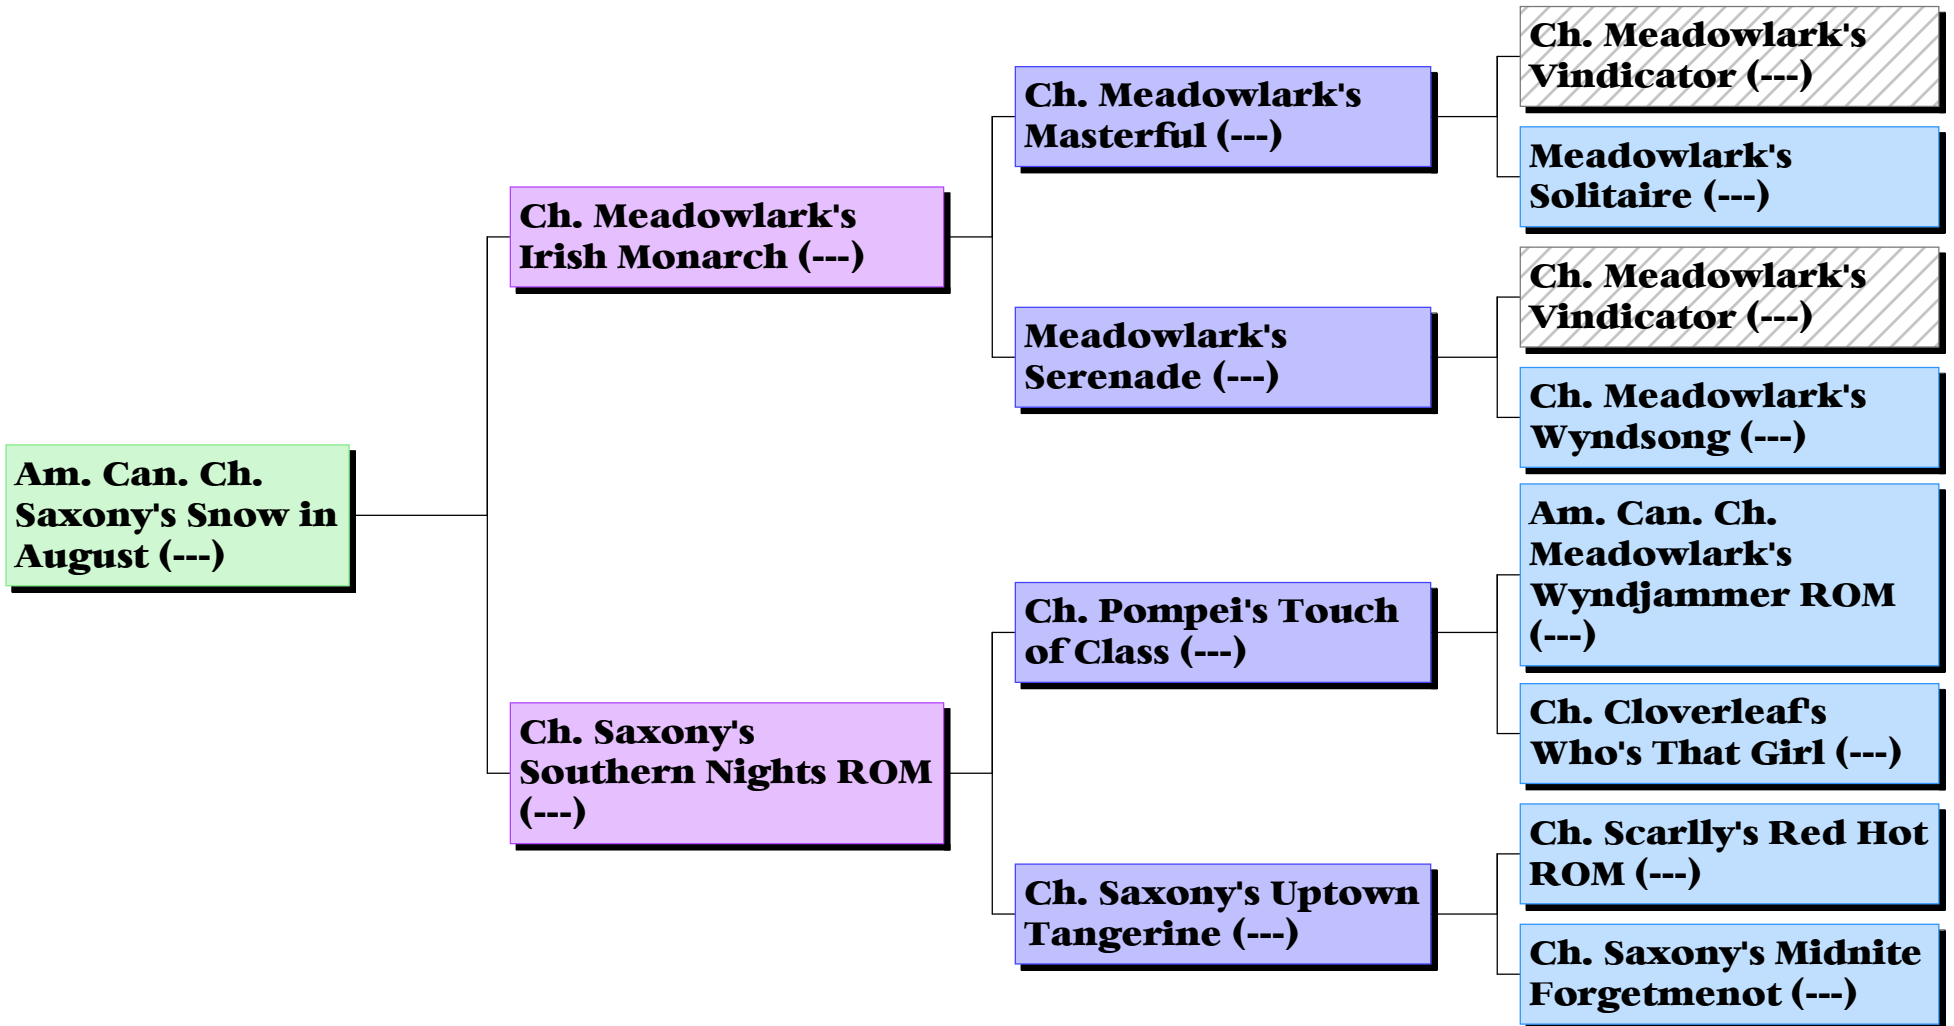 Am. Can. Ch.
Saxony's Snow in
August (---)
Ch. Meadowlark's
Irish Monarch (---)
Ch. Saxony's
Southern Nights ROM
(---)
Ch. Meadowlark's
Masterful (---)
Meadowlark's
Serenade (---)
Ch. Pompei's Touch
of Class (---)
Ch. Saxony's Uptown
Tangerine (---)
Ch. Meadowlark's
Vindicator (---)
Meadowlark's
Solitaire (---)
Ch. Meadowlark's
Vindicator (---)
Ch. Meadowlark's
Wyndsong (---)
Am. Can. Ch.
Meadowlark's
Wyndjammer ROM
(---)
Ch. Cloverleaf's
Who's That Girl (---)
Ch. Scarlly's Red Hot
ROM (---)
Ch. Saxony's Midnite
Forgetmenot (---)